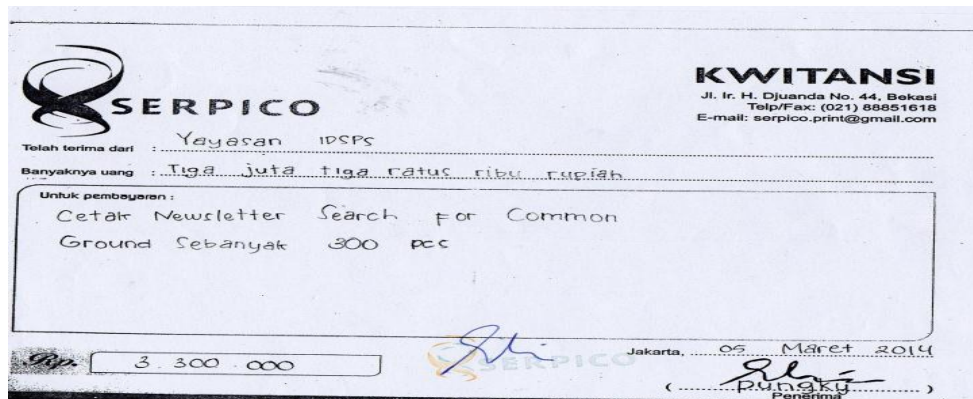 SERPICO
KWITANSI
Jl. Ir. H. Djuanda No. 44, Bekasi
Telp/Fax: (021) 88851618
E-mail: serpico.print@gmail.com
Telah terima dari : Yayasan IDSPS
Banyaknya uang : Tiga juta tiga ratus ribu rupiah
Untuk pembayaran :
Cetak Newsletter Search For Common
Ground Sebanyak 300 pcs
Rp. 3.300.000
SERPICO
Jakarta, 05 Maret 2014
( pungky )
Penerima